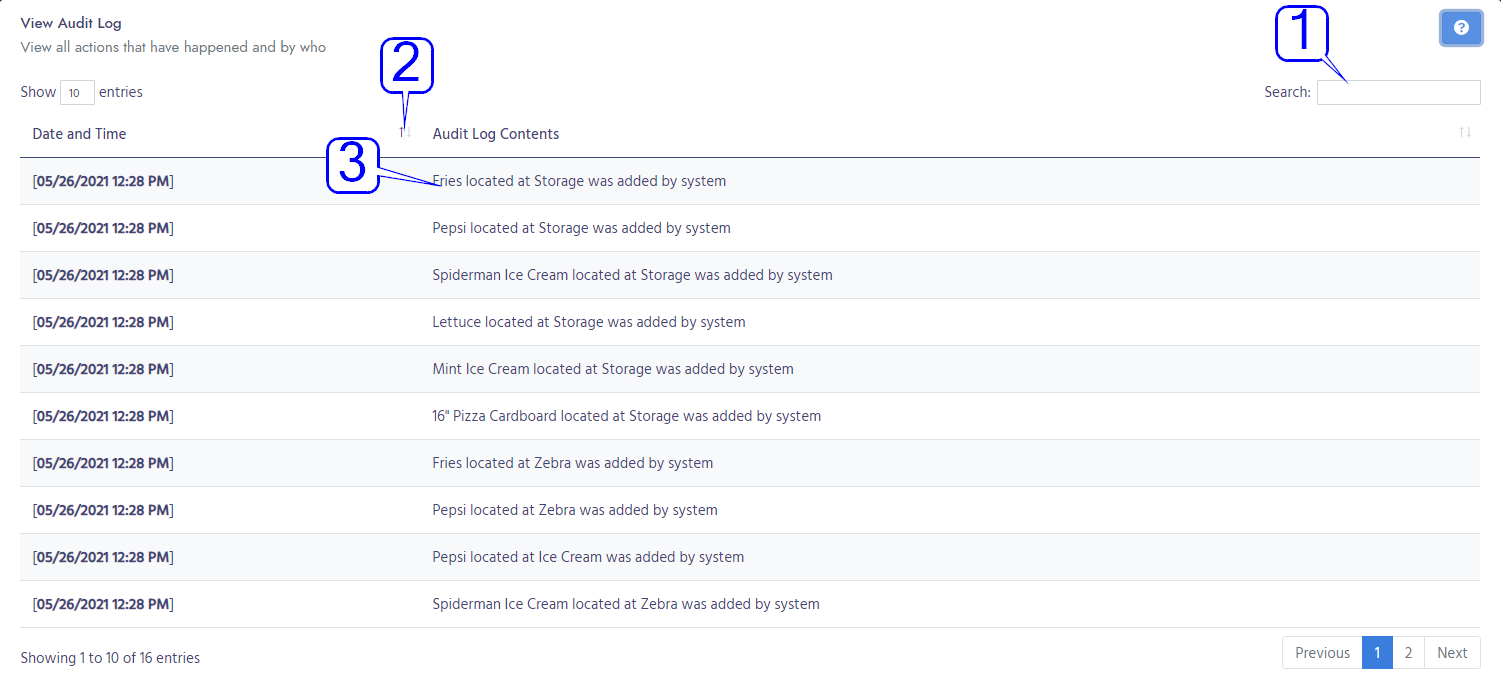 View Audit Log
View all actions that have happened and by who
1
?
2
Show 10 entries
Search:
Date and Time ↑↓ Audit Log Contents ↑↓
3
[05/26/2021 12:28 PM] Fries located at Storage was added by system
[05/26/2021 12:28 PM] Pepsi located at Storage was added by system
[05/26/2021 12:28 PM] Spiderman Ice Cream located at Storage was added by system
[05/26/2021 12:28 PM] Lettuce located at Storage was added by system
[05/26/2021 12:28 PM] Mint Ice Cream located at Storage was added by system
[05/26/2021 12:28 PM] 16" Pizza Cardboard located at Storage was added by system
[05/26/2021 12:28 PM] Fries located at Zebra was added by system
[05/26/2021 12:28 PM] Pepsi located at Zebra was added by system
[05/26/2021 12:28 PM] Pepsi located at Ice Cream was added by system
[05/26/2021 12:28 PM] Spiderman Ice Cream located at Zebra was added by system
Showing 1 to 10 of 16 entries
Previous 1 2 Next